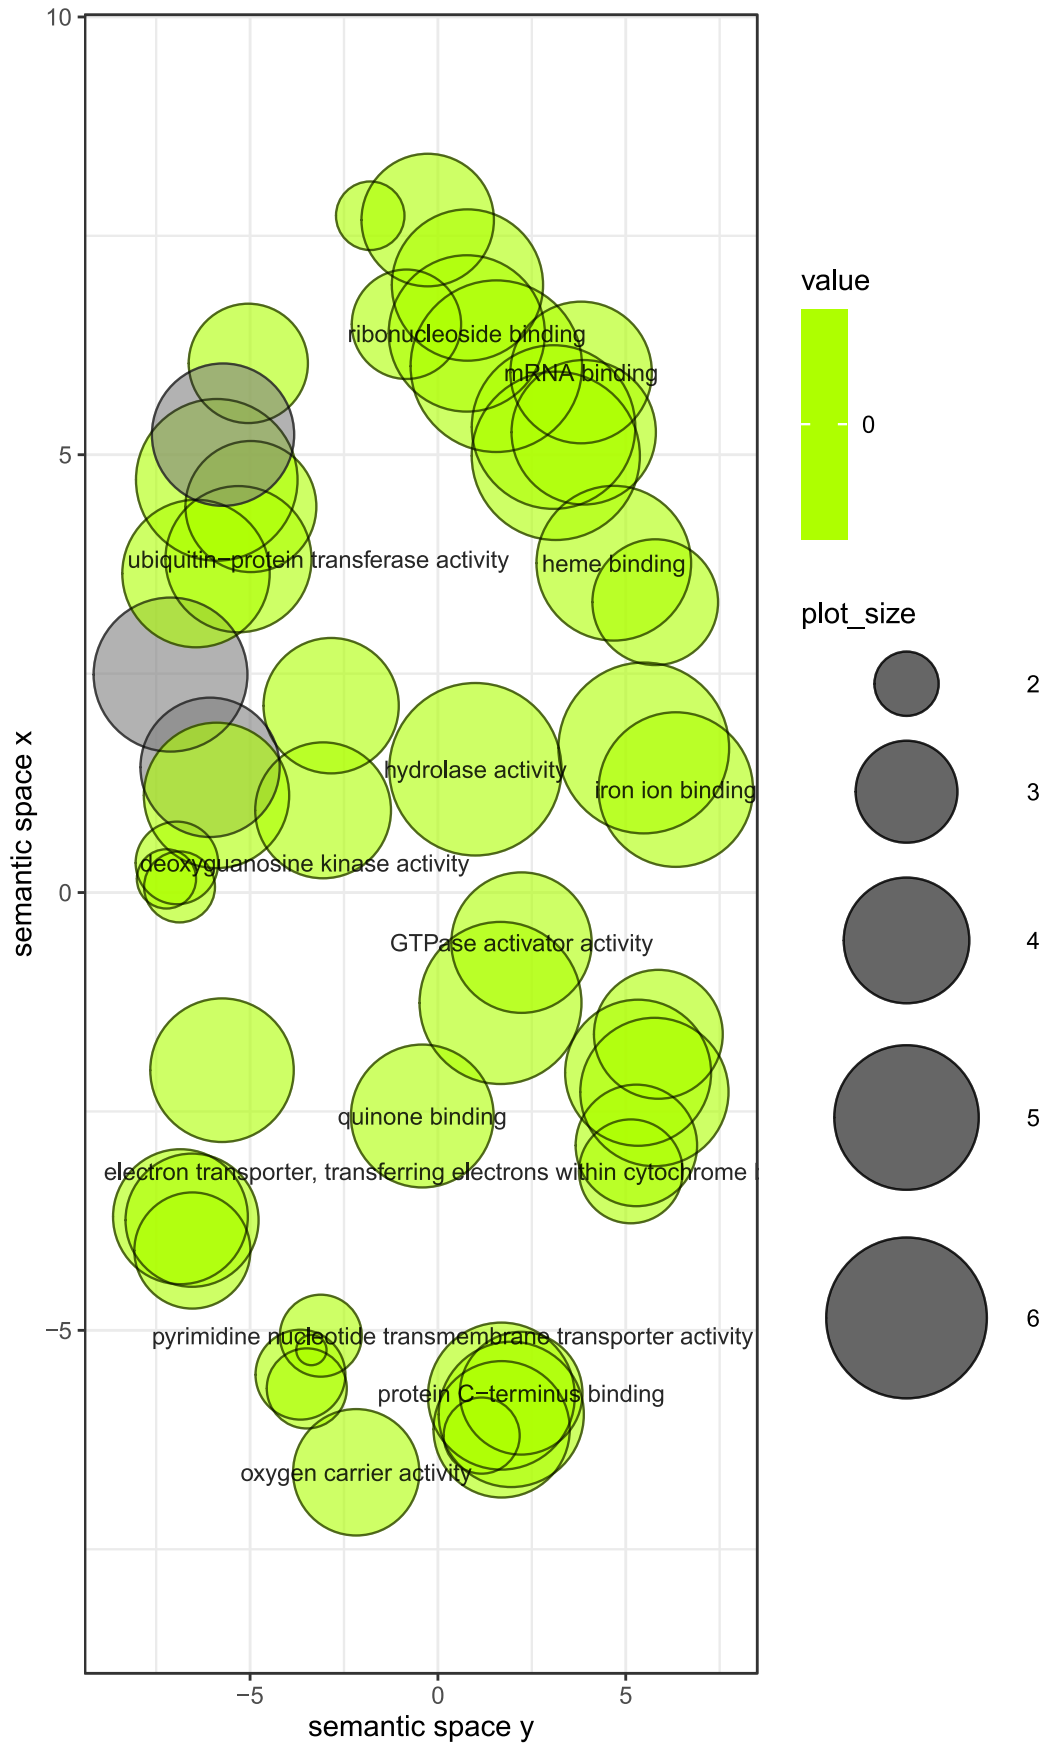 10
5
0
−5
semantic space x
ribonucleoside binding
mRNA binding
ubiquitin−protein transferase activity
heme binding
hydrolase activity
iron ion binding
deoxyguanosine kinase activity
GTPase activator activity
quinone binding
electron transporter, transferring electrons within cytochrome
pyrimidine nucleotide transmembrane transporter activity
protein C−terminus binding
oxygen carrier activity
−5
0
5
semantic space y
value
0
plot_size
2
3
4
5
6